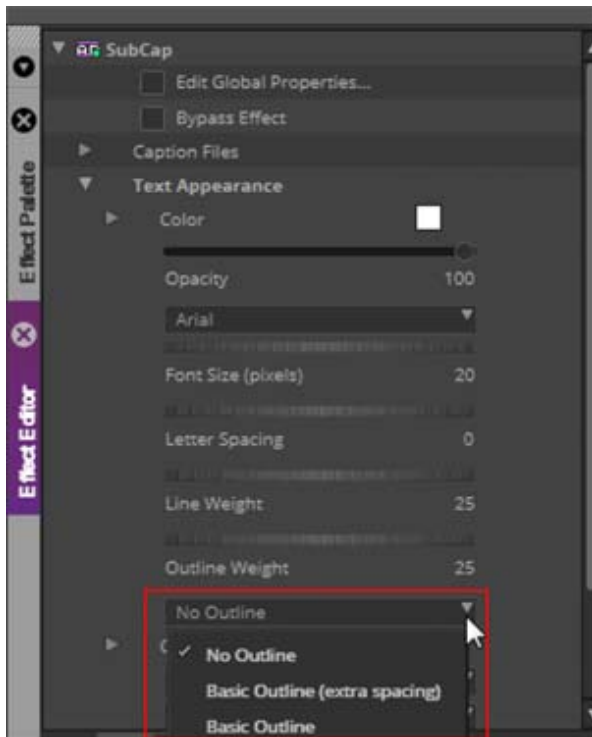 SubCap
Edit Global Properties...
Bypass Effect
Caption Files
Text Appearance
Color
Opacity 100
Arial
Font Size (pixels) 20
Letter Spacing 0
Line Weight 25
Outline Weight 25
No Outline
No Outline
Basic Outline (extra spacing)
Basic Outline
Effect Palette
Effect Editor